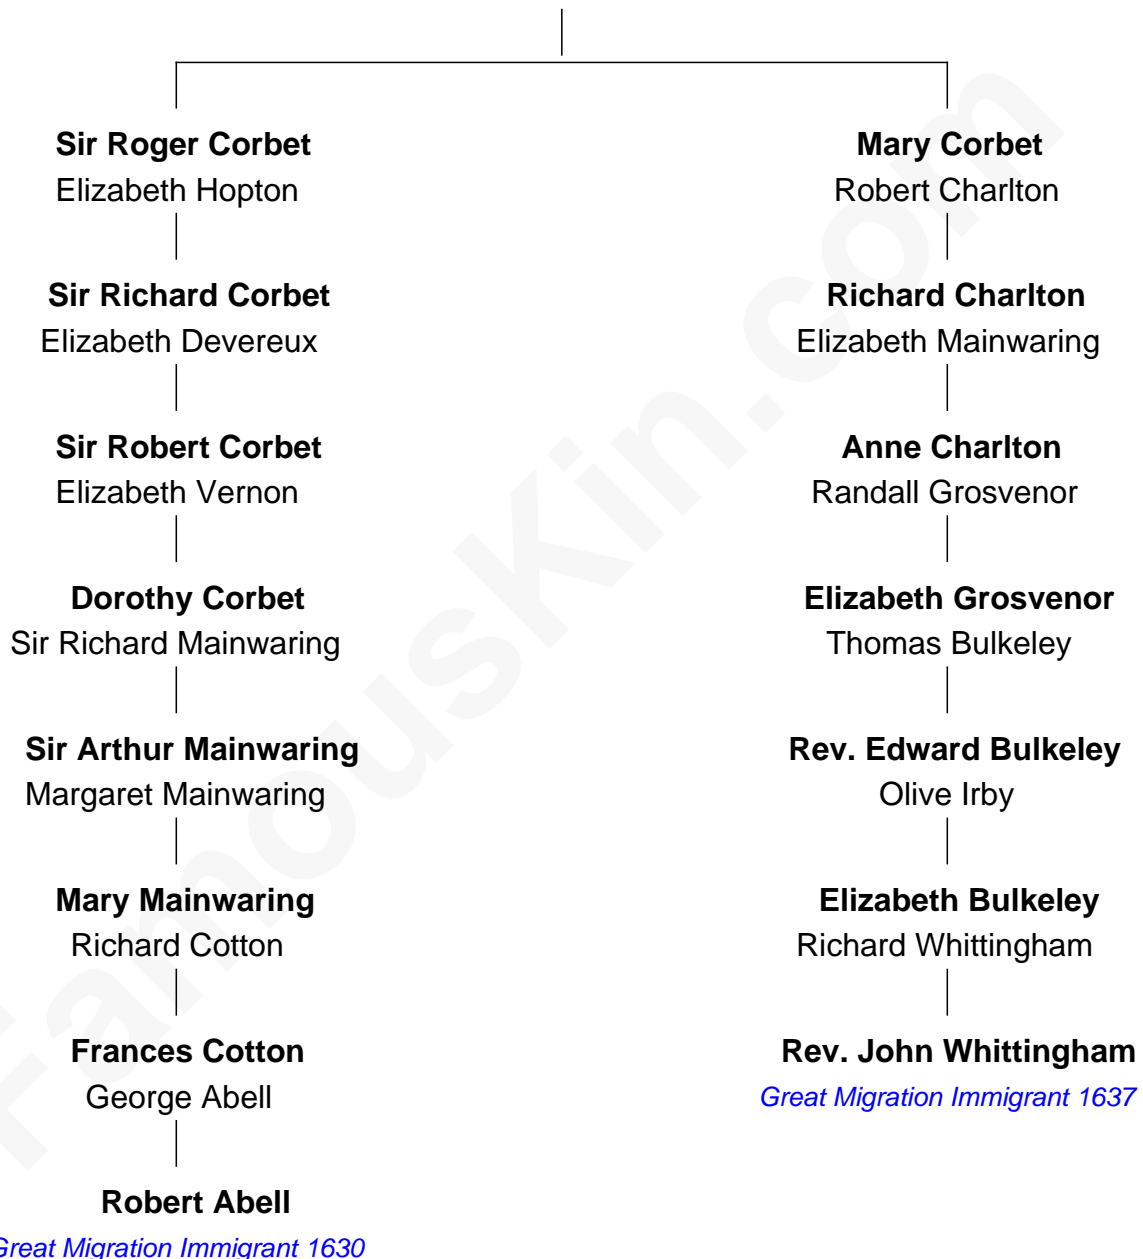 Sir Roger Corbet
Elizabeth Hopton
Sir Richard Corbet
Elizabeth Devereux
Sir Robert Corbet
Elizabeth Vernon
Dorothy Corbet
Sir Richard Mainwaring
Sir Arthur Mainwaring
Margaret Mainwaring
Mary Mainwaring
Richard Cotton
Frances Cotton
George Abell
Robert Abell
Great Migration Immigrant 1630
Mary Corbet
Robert Charlton
Richard Charlton
Elizabeth Mainwaring
Anne Charlton
Randall Grosvenor
Elizabeth Grosvenor
Thomas Bulkeley
Rev. Edward Bulkeley
Olive Irby
Elizabeth Bulkeley
Richard Whittingham
Rev. John Whittingham
Great Migration Immigrant 1637
FamousKin.com